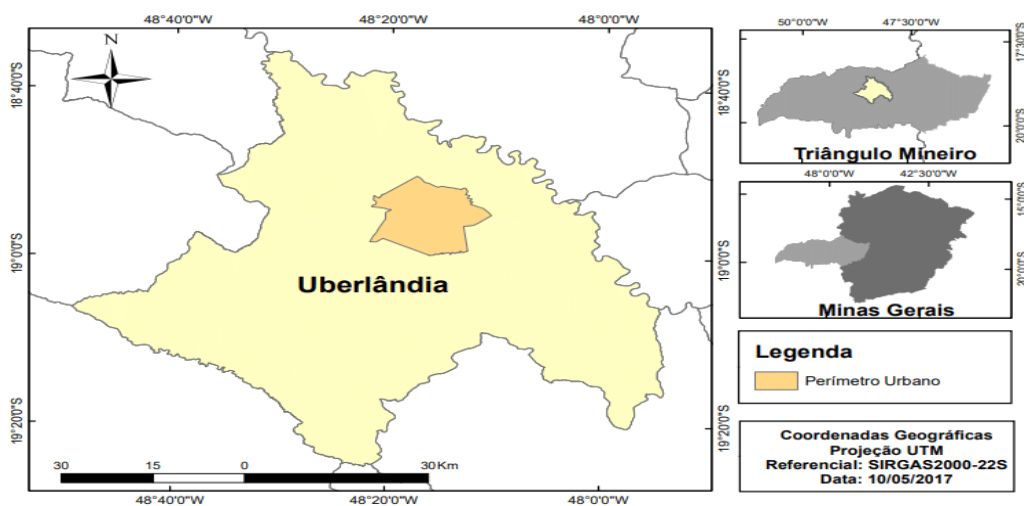 48°40'0"W
48°20'0"W
48°0'0"W
N
18°40'0"S
18°40'0"S
19°0'0"S
19°0'0"S
19°20'0"S
19°20'0"S
Uberlândia
30
15
0
30 Km
48°40'0"W
48°20'0"W
48°0'0"W
50°0'0"W
47°30'0"W
17°30'0"S
20°0'0"S
Triângulo Mineiro
48°0'0"W
42°30'0"W
15°0'0"S
20°0'0"S
Minas Gerais
Legenda
Perímetro Urbano
Coordenadas Geográficas
Projeção UTM
Referencial: SIRGAS2000-22S
Data: 10/05/2017